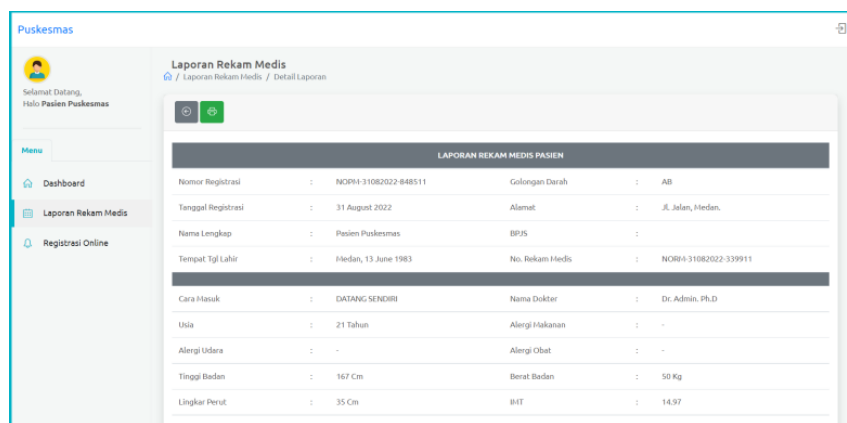 Puskesmas
Selamat Datang,
Halo Pasien Puskesmas
Menu
Dashboard
Laporan Rekam Medis
Registrasi Online
Laporan Rekam Medis
/ Laporan Rekam Medis / Detail Laporan
LAPORAN REKAM MEDIS PASIEN
Nomor Registrasi : NOPM-31082022-848511 Golongan Darah : AB
Tanggal Registrasi : 31 August 2022 Alamat : Jl. Jalan, Medan.
Nama Lengkap : Pasien Puskesmas BPJS :
Tempat Tgl Lahir : Medan, 13 June 1983 No. Rekam Medis : NORM-31082022-339911
Cara Masuk : DATANG SENDIRI Nama Dokter : Dr. Admin. Ph.D
Usia : 21 Tahun Alergi Makanan : -
Alergi Udara : - Alergi Obat : -
Tinggi Badan : 167 Cm Berat Badan : 50 Kg
Lingkar Perut : 35 Cm IMT : 14.97